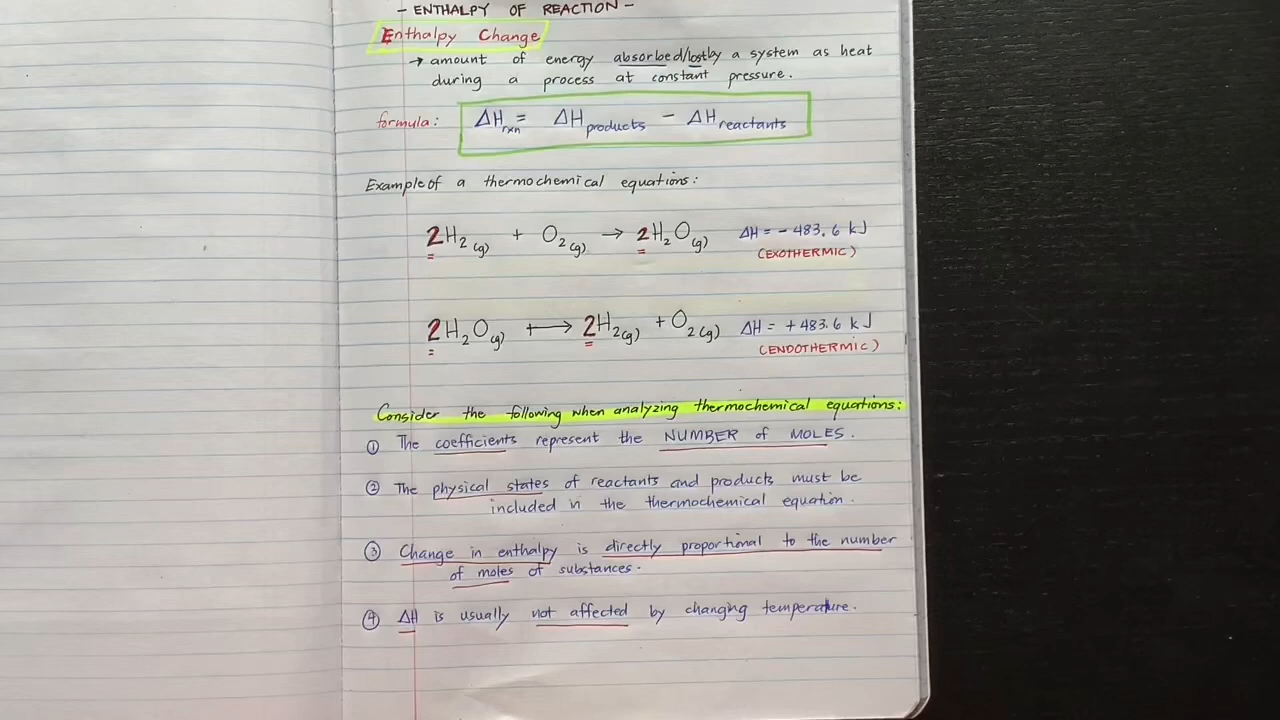 - ENTHALPY OF REACTION -
Enthalpy Change
→ amount of energy absorbed/lost by a system as heat
during a process at constant pressure.
formula: ΔHrxn = ΔHproducts - ΔHreactants
Example of a thermochemical equations:
2H₂(g) + O₂(g) → 2H₂O(g) ΔH = - 483.6 kJ
(EXOTHERMIC)
2H₂O(g) ⟼ 2H₂(g) + O₂(g) ΔH = +483.6 kJ
(ENDOTHERMIC)
Consider the following when analyzing thermochemical equations:
① The coefficients represent the NUMBER of MOLES.
② The physical states of reactants and products must be
included in the thermochemical equation.
③ Change in enthalpy is directly proportional to the number
of moles of substances.
④ ΔH is usually not affected by changing temperature.